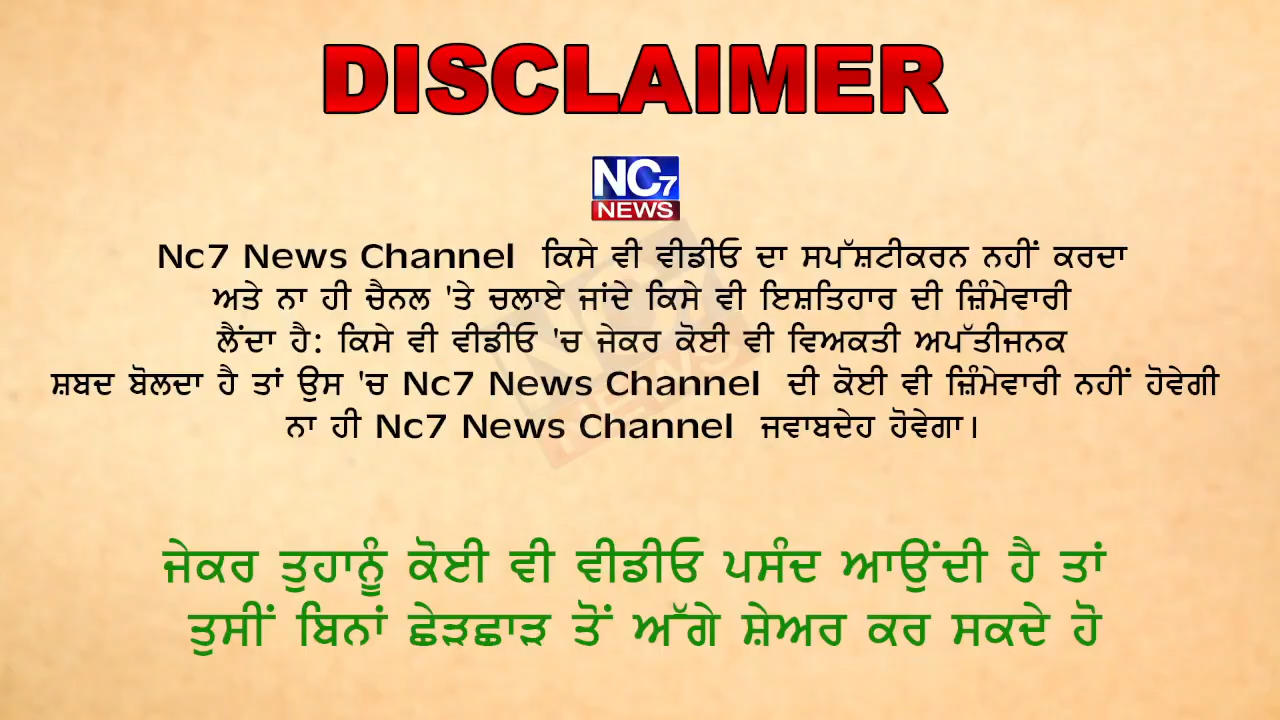 DISCLAIMER
NC7
NEWS
Nc7 News Channel ਕਿਸੇ ਵੀ ਵੀਡੀਓ ਦਾ ਸਪੱਸ਼ਟੀਕਰਨ ਨਹੀਂ ਕਰਦਾ
ਅਤੇ ਨਾ ਹੀ ਚੈਨਲ 'ਤੇ ਚਲਾਏ ਜਾਂਦੇ ਕਿਸੇ ਵੀ ਇਸ਼ਤਿਹਾਰ ਦੀ ਜ਼ਿੰਮੇਵਾਰੀ
ਲੈਂਦਾ ਹੈ: ਕਿਸੇ ਵੀ ਵੀਡੀਓ 'ਚ ਜੇਕਰ ਕੋਈ ਵੀ ਵਿਅਕਤੀ ਅਪੱਤੀਜਨਕ
ਸ਼ਬਦ ਬੋਲਦਾ ਹੈ ਤਾਂ ਉਸ 'ਚ Nc7 News Channel ਦੀ ਕੋਈ ਵੀ ਜ਼ਿੰਮੇਵਾਰੀ ਨਹੀਂ ਹੋਵੇਗੀ
ਨਾ ਹੀ Nc7 News Channel ਜਵਾਬਦੇਹ ਹੋਵੇਗਾ।
ਜੇਕਰ ਤੁਹਾਨੂੰ ਕੋਈ ਵੀ ਵੀਡੀਓ ਪਸੰਦ ਆਉਂਦੀ ਹੈ ਤਾਂ
ਤੁਸੀਂ ਬਿਨਾਂ ਛੇੜਛਾੜ ਤੋਂ ਅੱਗੇ ਸ਼ੇਅਰ ਕਰ ਸਕਦੇ ਹੋ